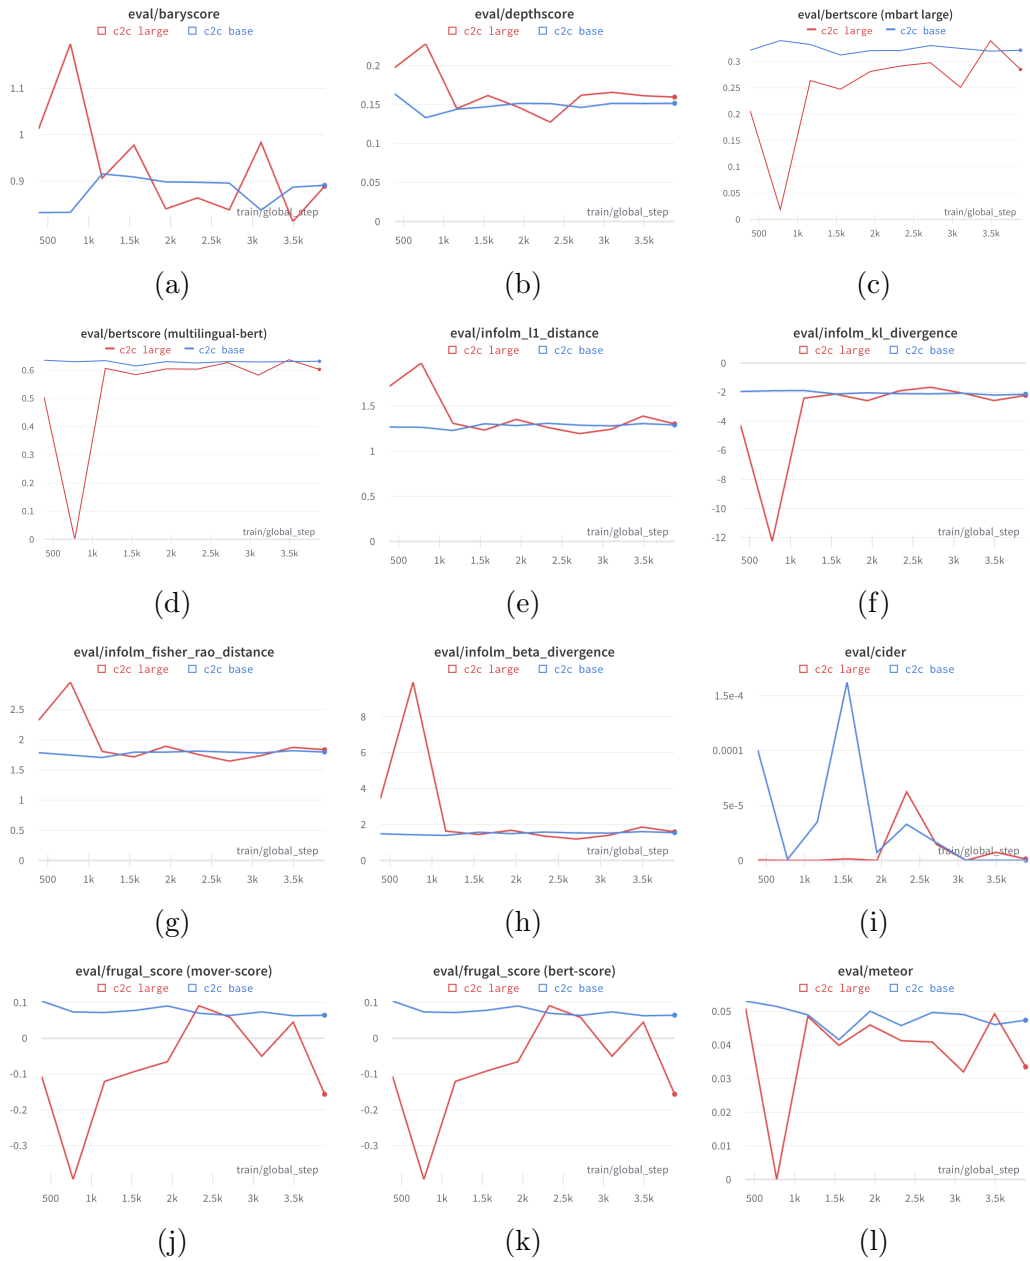 eval/baryscore
c2c large c2c base
1.1
1
0.9
train/global_step
500 1k 1.5k 2k 2.5k 3k 3.5k
(a)
eval/depthscore
c2c large c2c base
0.2
0.15
0.1
0.05
0
train/global_step
500 1k 1.5k 2k 2.5k 3k 3.5k
(b)
eval/bertscore (mbart large)
c2c large c2c base
0.3
0.25
0.2
0.15
0.1
0.05
0
train/global_step
500 1k 1.5k 2k 2.5k 3k 3.5k
(c)
eval/bertscore (multilingual-bert)
c2c large c2c base
0.6
0.5
0.4
0.3
0.2
0.1
0
train/global_step
500 1k 1.5k 2k 2.5k 3k 3.5k
(d)
eval/infolm_l1_distance
c2c large c2c base
1.5
1
0.5
0
train/global_step
500 1k 1.5k 2k 2.5k 3k 3.5k
(e)
eval/infolm_kl_divergence
c2c large c2c base
0
-2
-4
-6
-8
-10
-12
train/global_step
500 1k 1.5k 2k 2.5k 3k 3.5k
(f)
eval/infolm_fisher_rao_distance
c2c large c2c base
2.5
2
1.5
1
0.5
0
train/global_step
500 1k 1.5k 2k 2.5k 3k 3.5k
(g)
eval/infolm_beta_divergence
c2c large c2c base
8
6
4
2
0
train/global_step
500 1k 1.5k 2k 2.5k 3k 3.5k
(h)
eval/cider
c2c large c2c base
1.5e-4
0.0001
5e-5
0
train/global_step
500 1k 1.5k 2k 2.5k 3k 3.5k
(i)
eval/frugal_score (mover-score)
c2c large c2c base
0.1
0
-0.1
-0.2
-0.3
train/global_step
500 1k 1.5k 2k 2.5k 3k 3.5k
(j)
eval/frugal_score (bert-score)
c2c large c2c base
0.1
0
-0.1
-0.2
-0.3
train/global_step
500 1k 1.5k 2k 2.5k 3k 3.5k
(k)
eval/meteor
c2c large c2c base
0.05
0.04
0.03
0.02
0.01
0
train/global_step
500 1k 1.5k 2k 2.5k 3k 3.5k
(l)